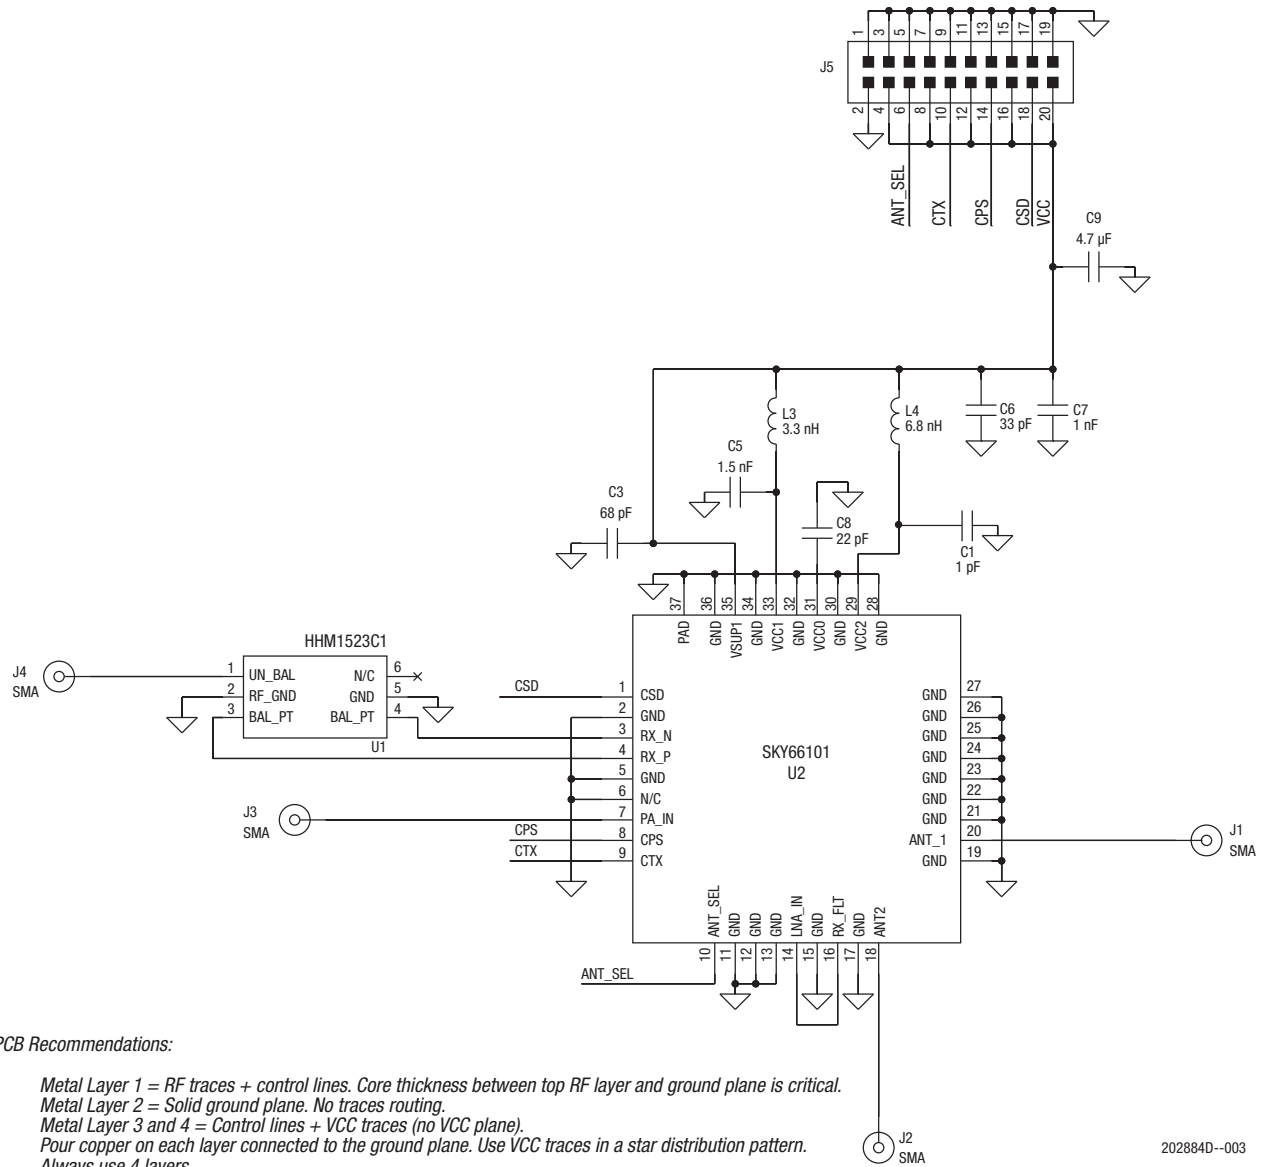 1 3 5 7 9 11 13 15 17 19
J5
2 4 6 8 10 12 14 16 18 20
ANT_SEL
CTX
CPS
CSD
VCC
C9
4.7 µF
L3
3.3 nH
L4
6.8 nH
C6
33 pF
C7
1 nF
C5
1.5 nF
C3
68 pF
C8
22 pF
C1
1 pF
37 36 35 34 33 32 31 30 29 28
PAD
GND
VSUP1
GND
VCC1
GND
VCC0
GND
VCC2
GND
HHM1523C1
J4
SMA
1 UN_BAL
2 RF_GND
3 BAL_PT
N/C 6
GND 5
BAL_PT 4
U1
CSD
1 CSD
2 GND
3 RX_N
4 RX_P
5 GND
6 N/C
7 PA_IN
8 CPS
9 CTX
J3
SMA
CPS
CTX
SKY66101
U2
GND 27
GND 26
GND 25
GND 24
GND 23
GND 22
GND 21
ANT_1 20
GND 19
J1
SMA
ANT_SEL
GND
GND
GND
LNA_IN
GND
RX_FLT
GND
ANT2
10 11 12 13 14 15 16 17 18
ANT_SEL
J2
SMA
PCB Recommendations:
Metal Layer 1 = RF traces + control lines. Core thickness between top RF layer and ground plane is critical.
Metal Layer 2 = Solid ground plane. No traces routing.
Metal Layer 3 and 4 = Control lines + VCC traces (no VCC plane).
Pour copper on each layer connected to the ground plane. Use VCC traces in a star distribution pattern.
Always use 4 layers
202884D--003